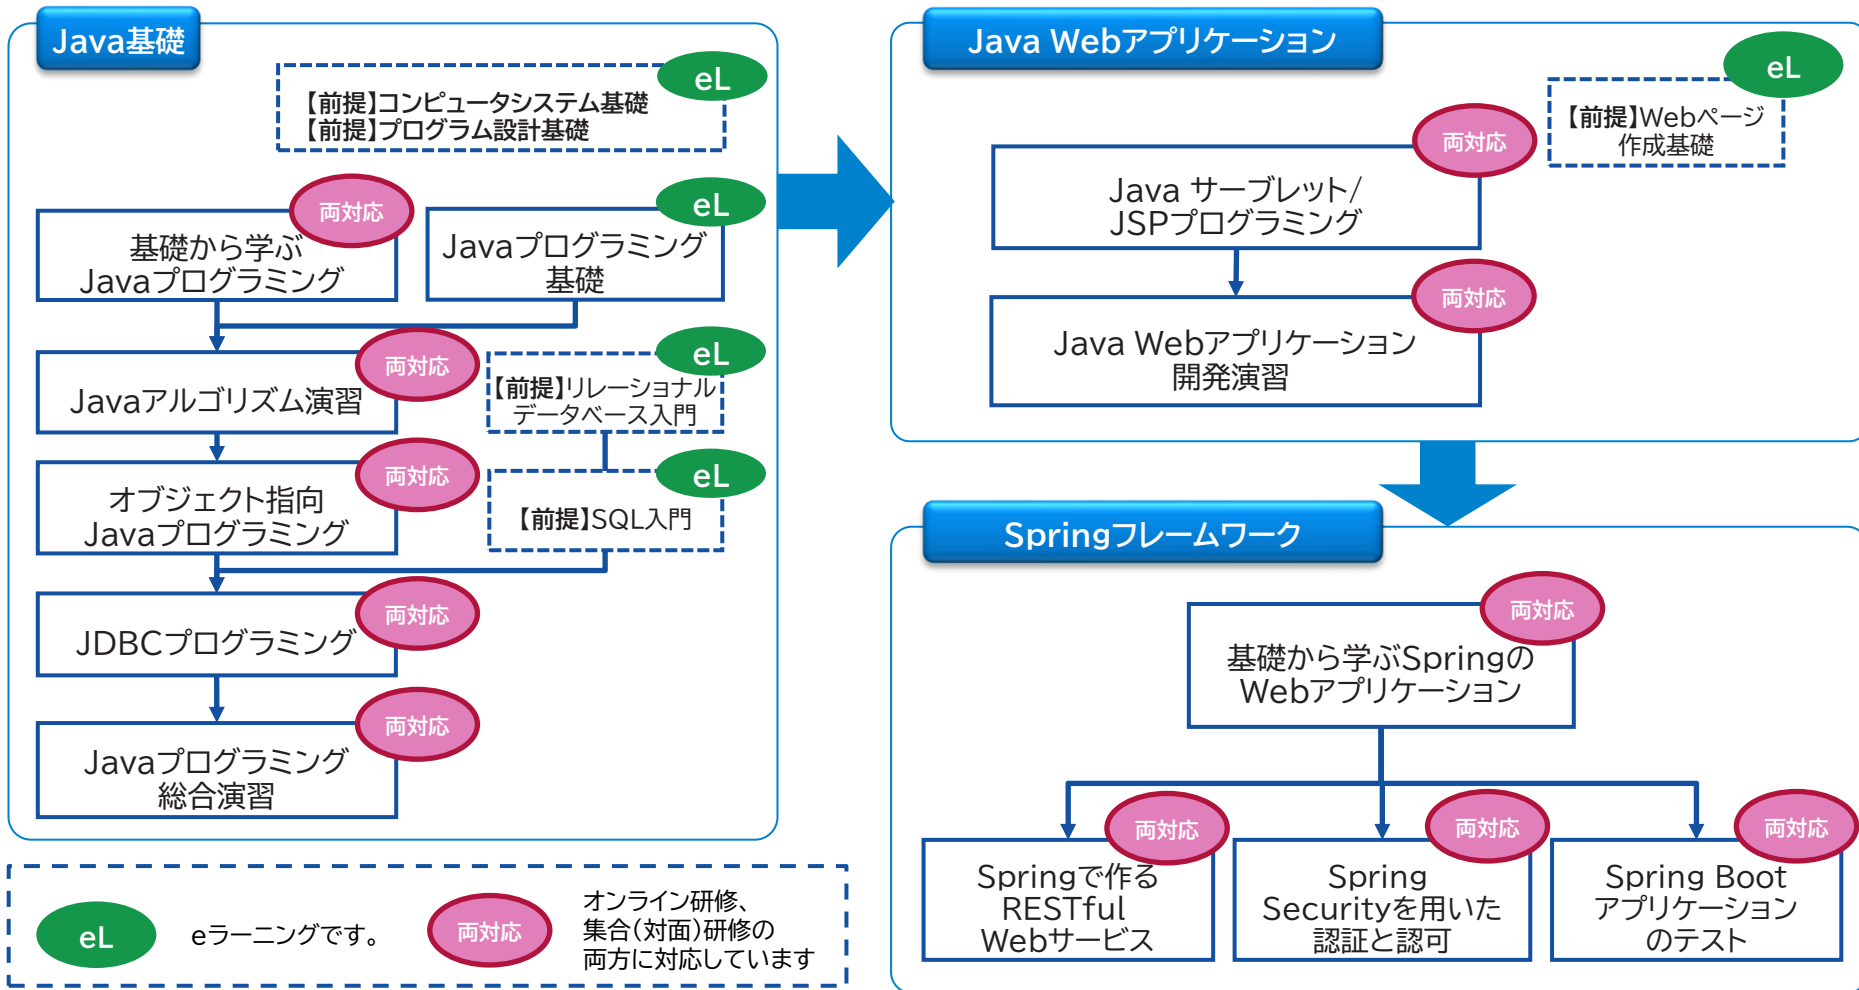 Java基礎
eL
【前提】コンピュータシステム基礎
【前提】プログラム設計基礎
両対応
基礎から学ぶ
Javaプログラミング
eL
Javaプログラミング
基礎
両対応
Javaアルゴリズム演習
eL
【前提】リレーショナル
データベース入門
両対応
オブジェクト指向
Javaプログラミング
eL
【前提】SQL入門
両対応
JDBCプログラミング
両対応
Javaプログラミング
総合演習
eL
eラーニングです。
両対応
オンライン研修、
集合(対面)研修の
両方に対応しています
Java Webアプリケーション
eL
【前提】Webページ
作成基礎
両対応
Java サーブレット/
JSPプログラミング
両対応
Java Webアプリケーション
開発演習
Springフレームワーク
両対応
基礎から学ぶSpringの
Webアプリケーション
両対応
Springで作る
RESTful
Webサービス
両対応
Spring
Securityを用いた
認証と認可
両対応
Spring Boot
アプリケーション
のテスト